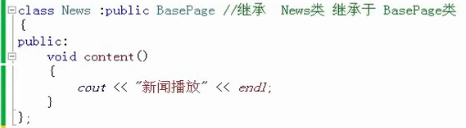 class News :public BasePage //继承 News类 继承于 BasePage类
{
public:
void content()
{
cout << "新闻播放" << endl;
}
};